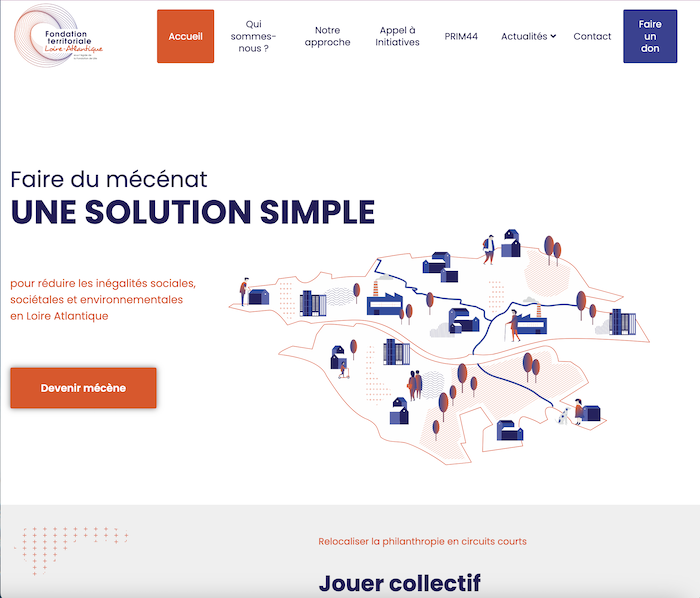 Fondation
territoriale
Loire-Atlantique
Accueil
Qui
sommes-
nous ?
Notre
approche
Appel à
Initiatives
PRIM44
Actualités
Contact
Faire
un
don
Faire du mécénat
UNE SOLUTION SIMPLE
pour réduire les inégalités sociales,
sociétales et environnementales
en Loire Atlantique
Devenir mécène
Relocaliser la philanthropie en circuits courts
Jouer collectif